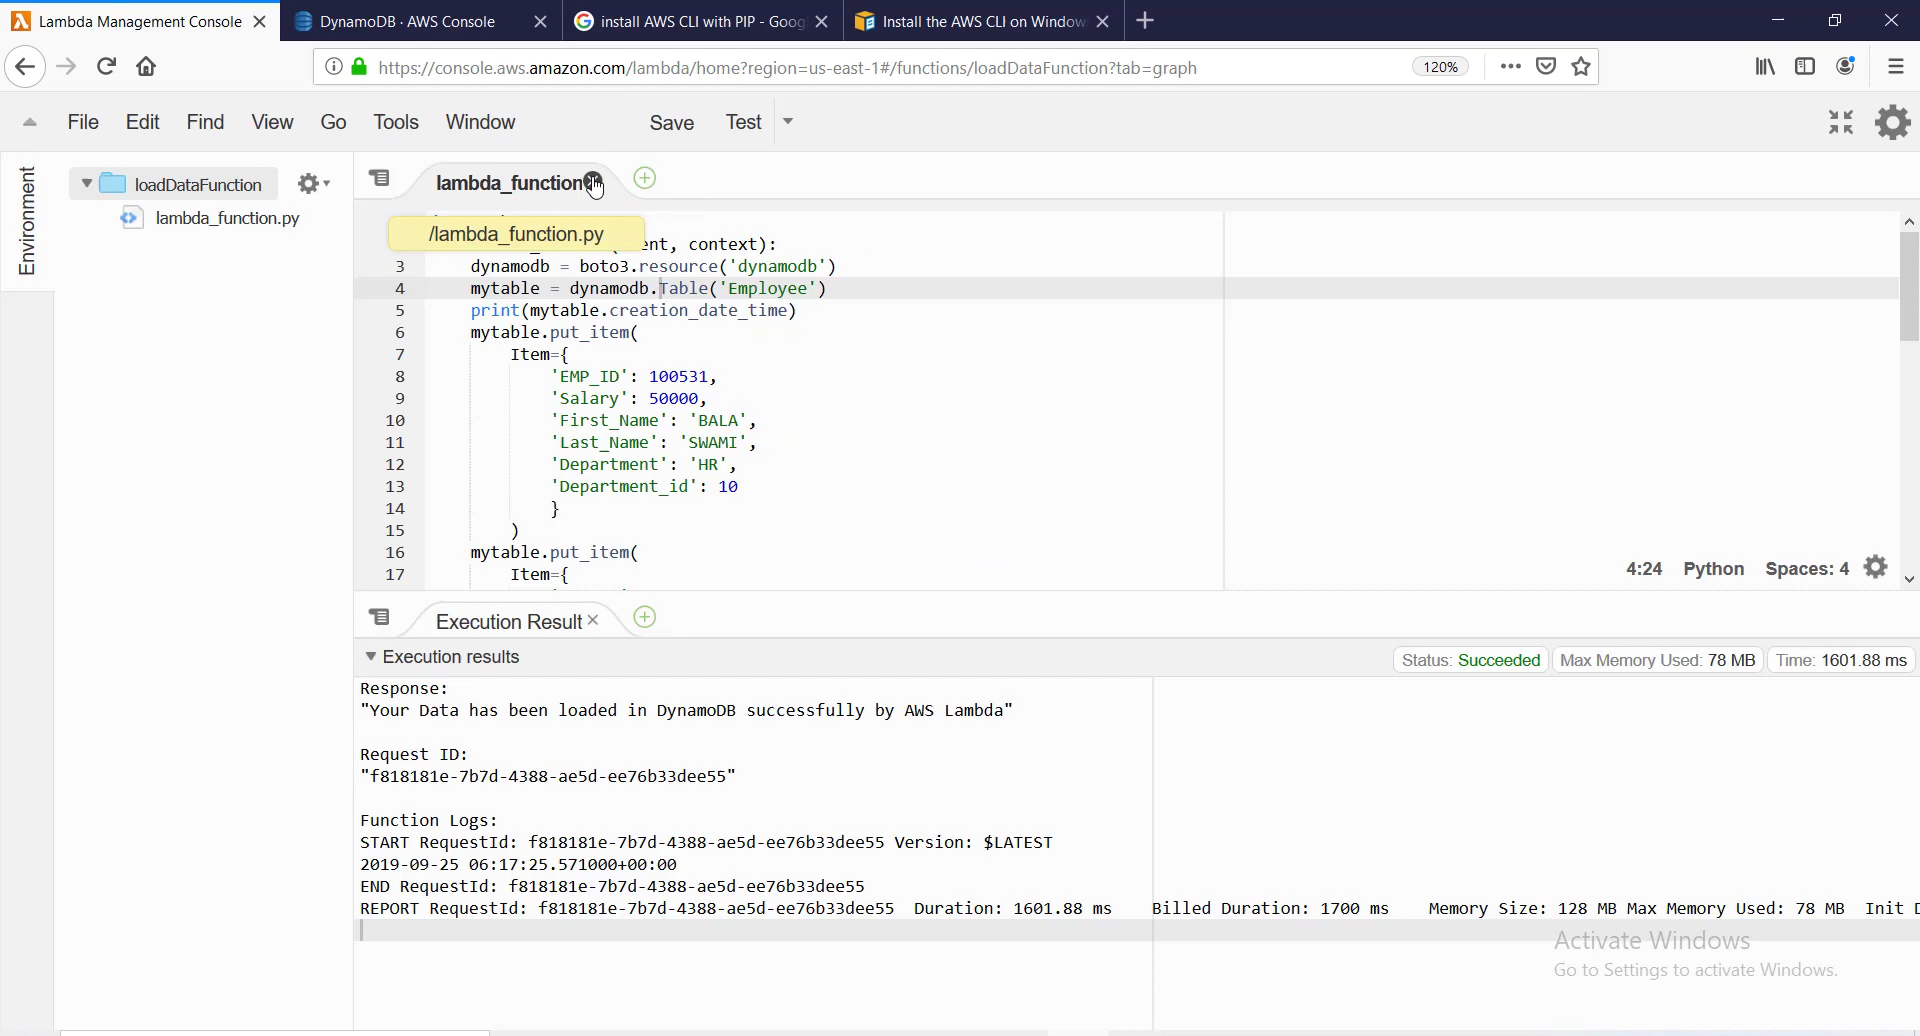 Lambda Management Console
DynamoDB · AWS Console
install AWS CLI with PIP - Goog
Install the AWS CLI on Window
https://console.aws.amazon.com/lambda/home?region=us-east-1#/functions/loadDataFunction?tab=graph
120%
File Edit Find View Go Tools Window Save Test
Environment
loadDataFunction
lambda_function.py
lambda_function
/lambda_function.py
ent, context):
3 dynamodb = boto3.resource('dynamodb')
4 mytable = dynamodb.Table('Employee')
5 print(mytable.creation_date_time)
6 mytable.put_item(
7 Item={
8 'EMP_ID': 100531,
9 'Salary': 50000,
10 'First_Name': 'BALA',
11 'Last_Name': 'SWAMI',
12 'Department': 'HR',
13 'Department_id': 10
14 }
15 )
16 mytable.put_item(
17 Item={
4:24 Python Spaces: 4
Execution Result
Execution results
Status: Succeeded Max Memory Used: 78 MB Time: 1601.88 ms
Response:
"Your Data has been loaded in DynamoDB successfully by AWS Lambda"
Request ID:
"f818181e-7b7d-4388-ae5d-ee76b33dee55"
Function Logs:
START RequestId: f818181e-7b7d-4388-ae5d-ee76b33dee55 Version: $LATEST
2019-09-25 06:17:25.571000+00:00
END RequestId: f818181e-7b7d-4388-ae5d-ee76b33dee55
REPORT RequestId: f818181e-7b7d-4388-ae5d-ee76b33dee55 Duration: 1601.88 ms Billed Duration: 1700 ms Memory Size: 128 MB Max Memory Used: 78 MB Init D
Activate Windows
Go to Settings to activate Windows.